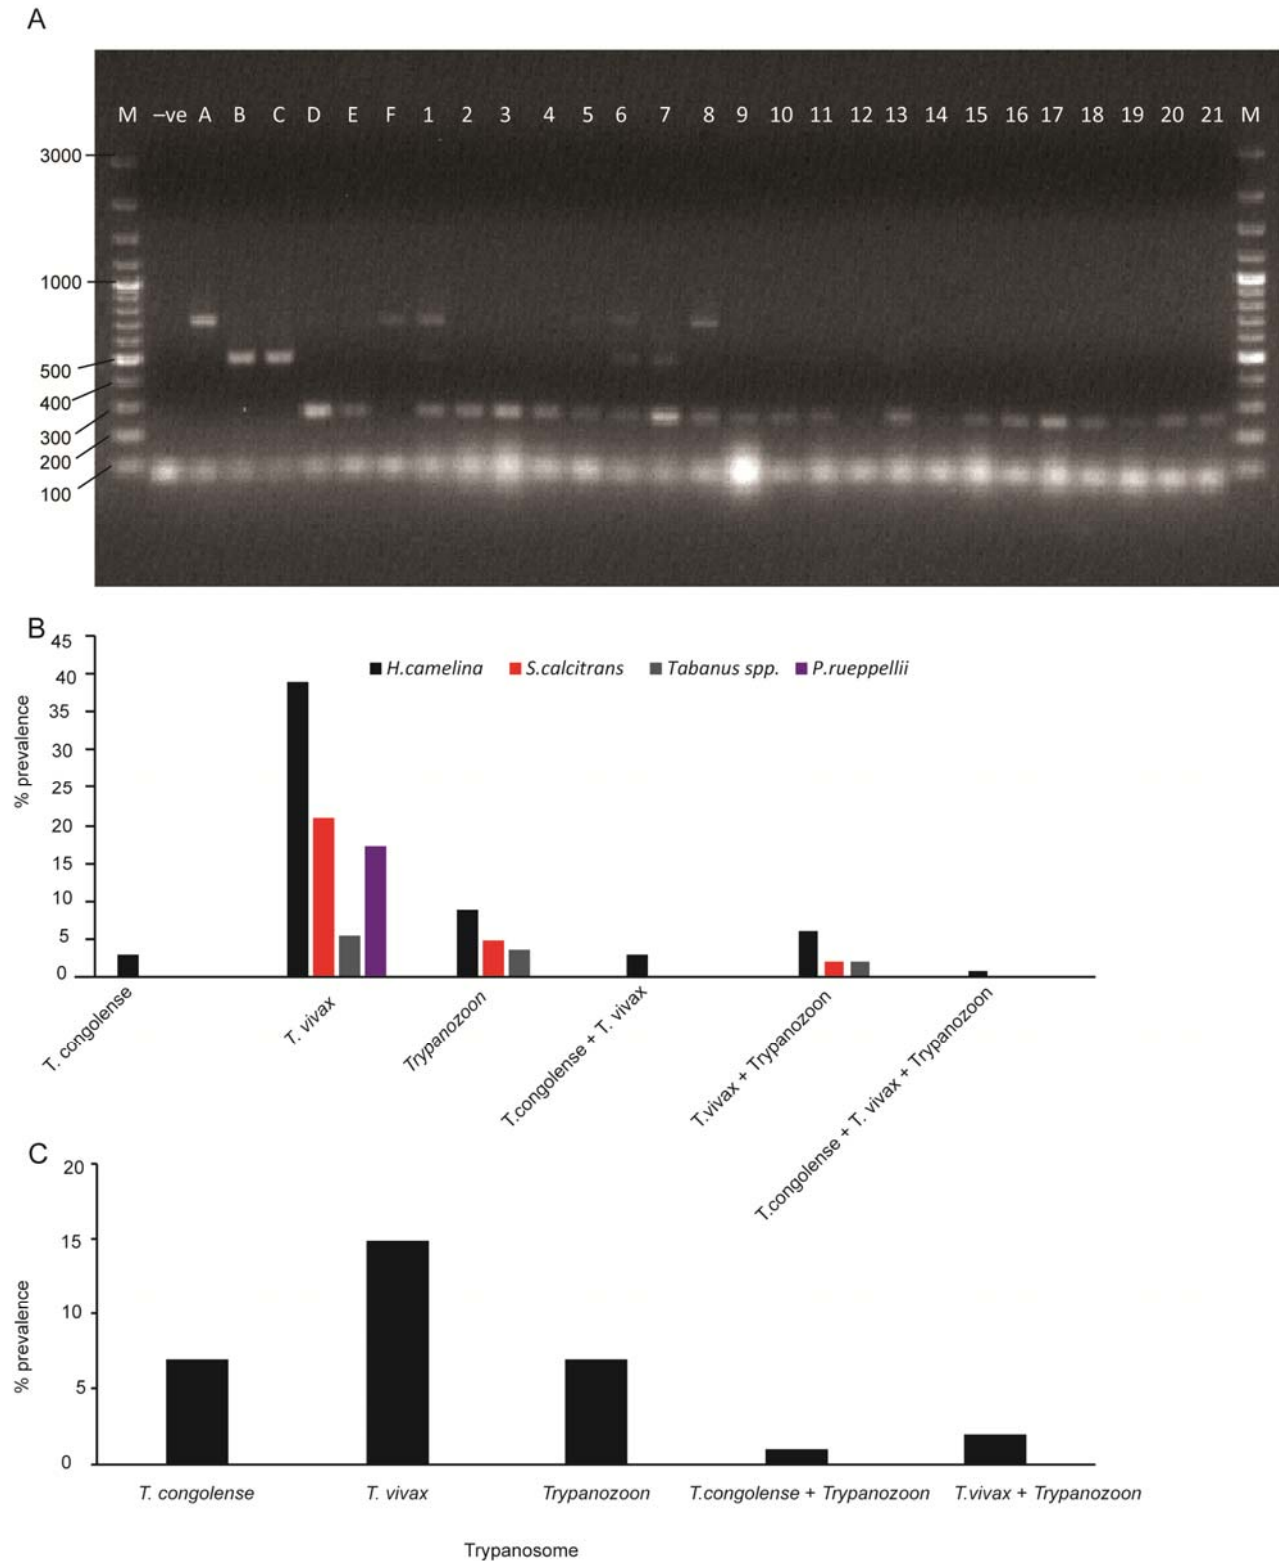 A
M –ve A B C D E F 1 2 3 4 5 6 7 8 9 10 11 12 13 14 15 16 17 18 19 20 21 M
3000
1000
500
400
300
200
100
B
45
40
35
30
25
20
15
10
5
0
% prevalence
H.camelina S.calcitrans Tabanus spp. P.rueppellii
T. congolense
T. vivax
Trypanozoon
T.congolense + T. vivax
T.vivax + Trypanozoon
T.congolense + T. vivax + Trypanozoon
C
20
15
10
5
0
% prevalence
T. congolense T. vivax Trypanozoon T.congolense + Trypanozoon T.vivax + Trypanozoon
Trypanosome